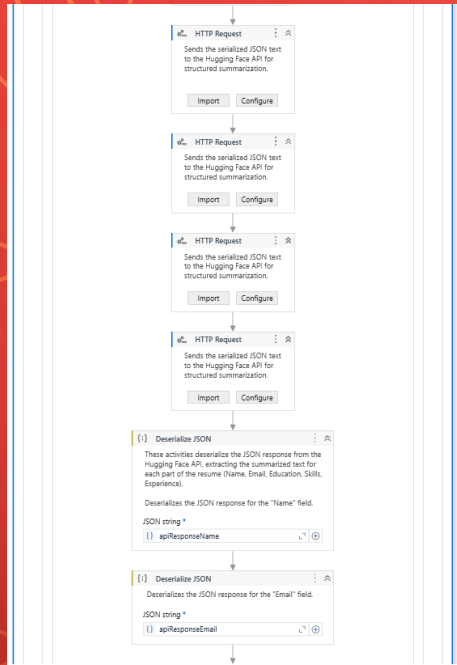 HTTP Request
Sends the serialized JSON text
to the Hugging Face API for
structured summarization.
Import Configure
HTTP Request
Sends the serialized JSON text
to the Hugging Face API for
structured summarization.
Import Configure
HTTP Request
Sends the serialized JSON text
to the Hugging Face API for
structured summarization.
Import Configure
HTTP Request
Sends the serialized JSON text
to the Hugging Face API for
structured summarization.
Import Configure
{;} Deserialize JSON
These activities deserialize the JSON response from the
Hugging Face API, extracting the summarized text for
each part of the resume (Name, Email, Education, Skills,
Experience).
Deserializes the JSON response for the "Name" field.
JSON string *
{} apiResponseName
{;} Deserialize JSON
Deserializes the JSON response for the "Email" field.
JSON string *
{} apiResponseEmail